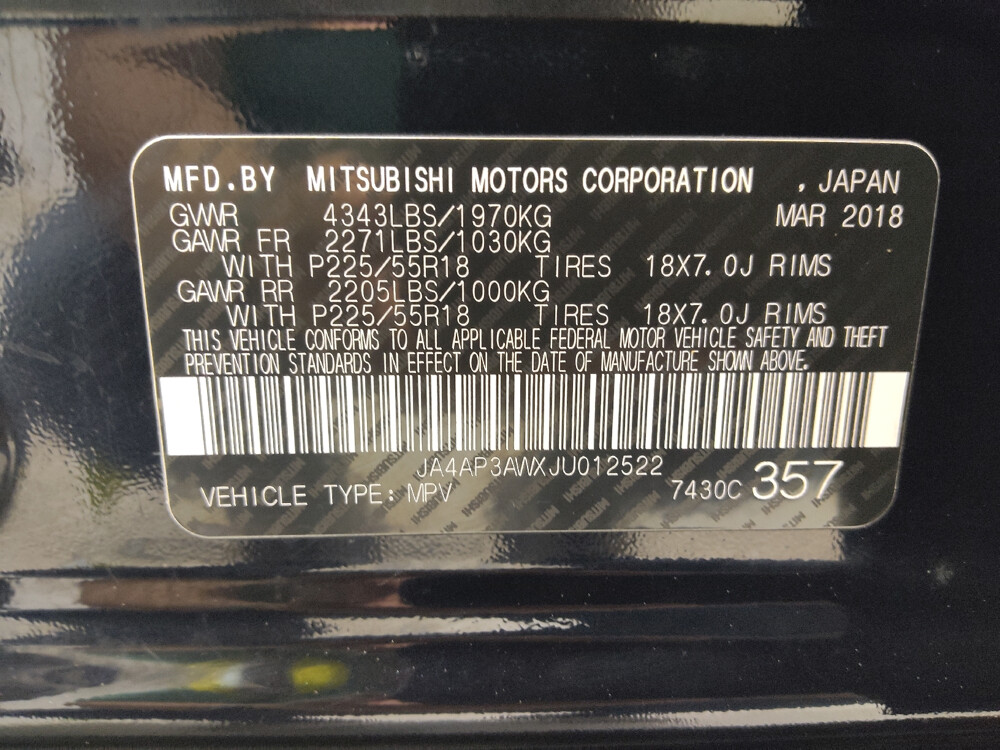 MFD.BY MITSUBISHI MOTORS CORPORATION , JAPAN
GVWR 4343LBS/1970KG MAR 2018
GAWR FR 2271LBS/1030KG
WITH P225/55R18 TIRES 18X7.0J RIMS
GAWR RR 2205LBS/1000KG
WITH P225/55R18 TIRES 18X7.0J RIMS
THIS VEHICLE CONFORMS TO ALL APPLICABLE FEDERAL MOTOR VEHICLE SAFETY AND THEFT
PREVENTION STANDARDS IN EFFECT ON THE DATE OF MANUFACTURE SHOWN ABOVE.
JA4AP3AWXJU012522
VEHICLE TYPE: MPV 7430C 357